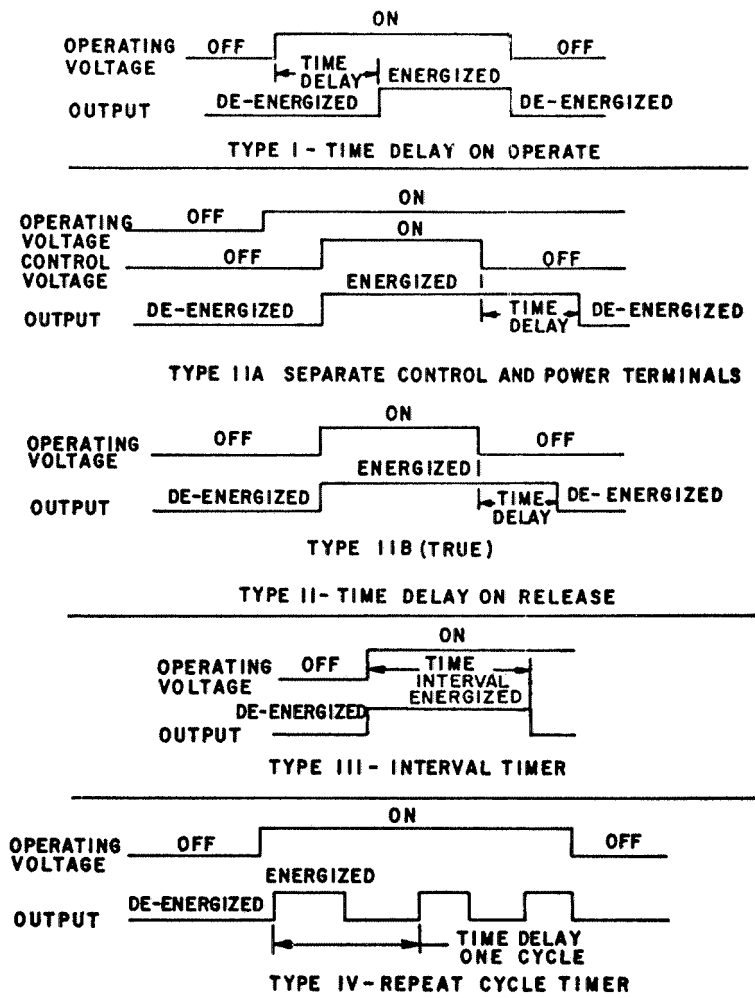 ON
OPERATING VOLTAGE
OFF
OFF
TIME DELAY
ENERGIZED
OUTPUT
DE-ENERGIZED
DE-ENERGIZED
TYPE I - TIME DELAY ON OPERATE
ON
OPERATING VOLTAGE
OFF
ON
CONTROL VOLTAGE
OFF
OFF
ENERGIZED
OUTPUT
DE-ENERGIZED
TIME DELAY
DE-ENERGIZED
TYPE IIA SEPARATE CONTROL AND POWER TERMINALS
ON
OPERATING VOLTAGE
OFF
OFF
ENERGIZED
OUTPUT
DE-ENERGIZED
TIME DELAY
DE-ENERGIZED
TYPE IIB (TRUE)
TYPE II - TIME DELAY ON RELEASE
ON
OPERATING VOLTAGE
OFF
TIME INTERVAL ENERGIZED
DE-ENERGIZED
OUTPUT
TYPE III - INTERVAL TIMER
ON
OPERATING VOLTAGE
OFF
OFF
ENERGIZED
OUTPUT
DE-ENERGIZED
TIME DELAY ONE CYCLE
TYPE IV - REPEAT CYCLE TIMER